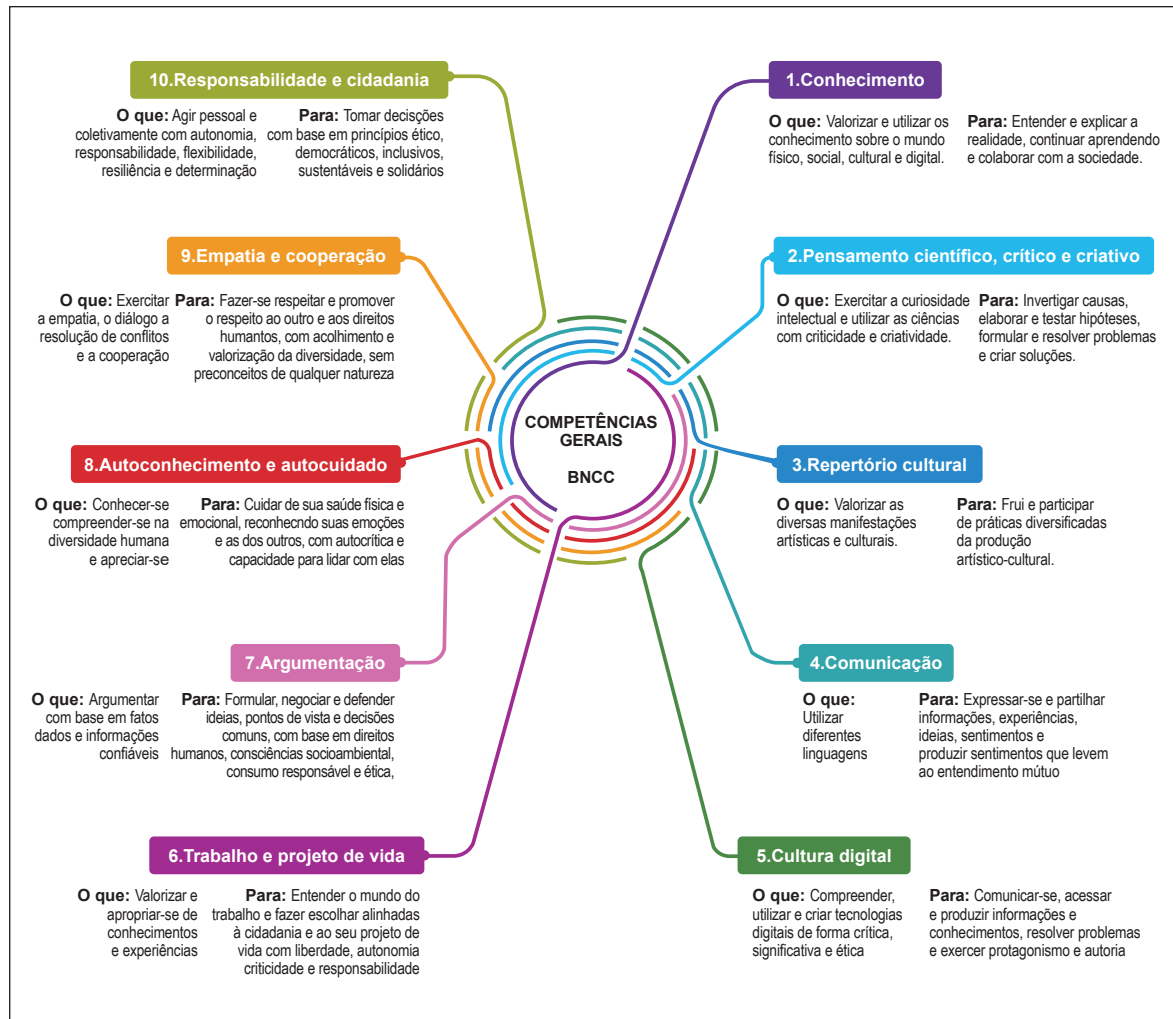 COMPETÊNCIAS
GERAIS
BNCC
1.Conhecimento
O que: Valorizar e utilizar os
conhecimento sobre o mundo
físico, social, cultural e digital.
Para: Entender e explicar a
realidade, continuar aprendendo
e colaborar com a sociedade.
2.Pensamento científico, crítico e criativo
O que: Exercitar a curiosidade
intelectual e utilizar as ciências
com criticidade e criatividade.
Para: Invertigar causas,
elaborar e testar hipóteses,
formular e resolver problemas
e criar soluções.
3.Repertório cultural
O que: Valorizar as
diversas manifestações
artísticas e culturais.
Para: Frui e participar
de práticas diversificadas
da produção
artístico-cultural.
4.Comunicação
O que:
Utilizar
diferentes
linguagens
Para: Expressar-se e partilhar
informações, experiências,
ideias, sentimentos e
produzir sentimentos que levem
ao entendimento mútuo
5.Cultura digital
O que: Compreender,
utilizar e criar tecnologias
digitais de forma crítica,
significativa e ética
Para: Comunicar-se, acessar
e produzir informações e
conhecimentos, resolver problemas
e exercer protagonismo e autoria
6.Trabalho e projeto de vida
O que: Valorizar e
apropriar-se de
conhecimentos
e experiências
Para: Entender o mundo do
trabalho e fazer escolhar alinhadas
à cidadania e ao seu projeto de
vida com liberdade, autonomia
criticidade e responsabilidade
7.Argumentação
O que: Argumentar
com base em fatos
dados e informações
confiáveis
Para: Formular, negociar e defender
ideias, pontos de vista e decisões
comuns, com base em direitos
humanos, consciências socioambiental,
consumo responsável e ética,
8.Autoconhecimento e autocuidado
O que: Conhecer-se
compreender-se na
diversidade humana
e apreciar-se
Para: Cuidar de sua saúde física e
emocional, reconhecndo suas emoções
e as dos outros, com autocrítica e
capacidade para lidar com elas
9.Empatia e cooperação
O que: Exercitar
a empatia, o diálogo a
resolução de conflitos
e a cooperação
Para: Fazer-se respeitar e promover
o respeito ao outro e aos direitos
humanos, com acolhimento e
valorização da diversidade, sem
preconceitos de qualquer natureza
10.Responsabilidade e cidadania
O que: Agir pessoal e
coletivamente com autonomia,
responsabilidade, flexibilidade,
resiliência e determinação
Para: Tomar decisções
com base em princípios ético,
democráticos, inclusivos,
sustentáveis e solidários